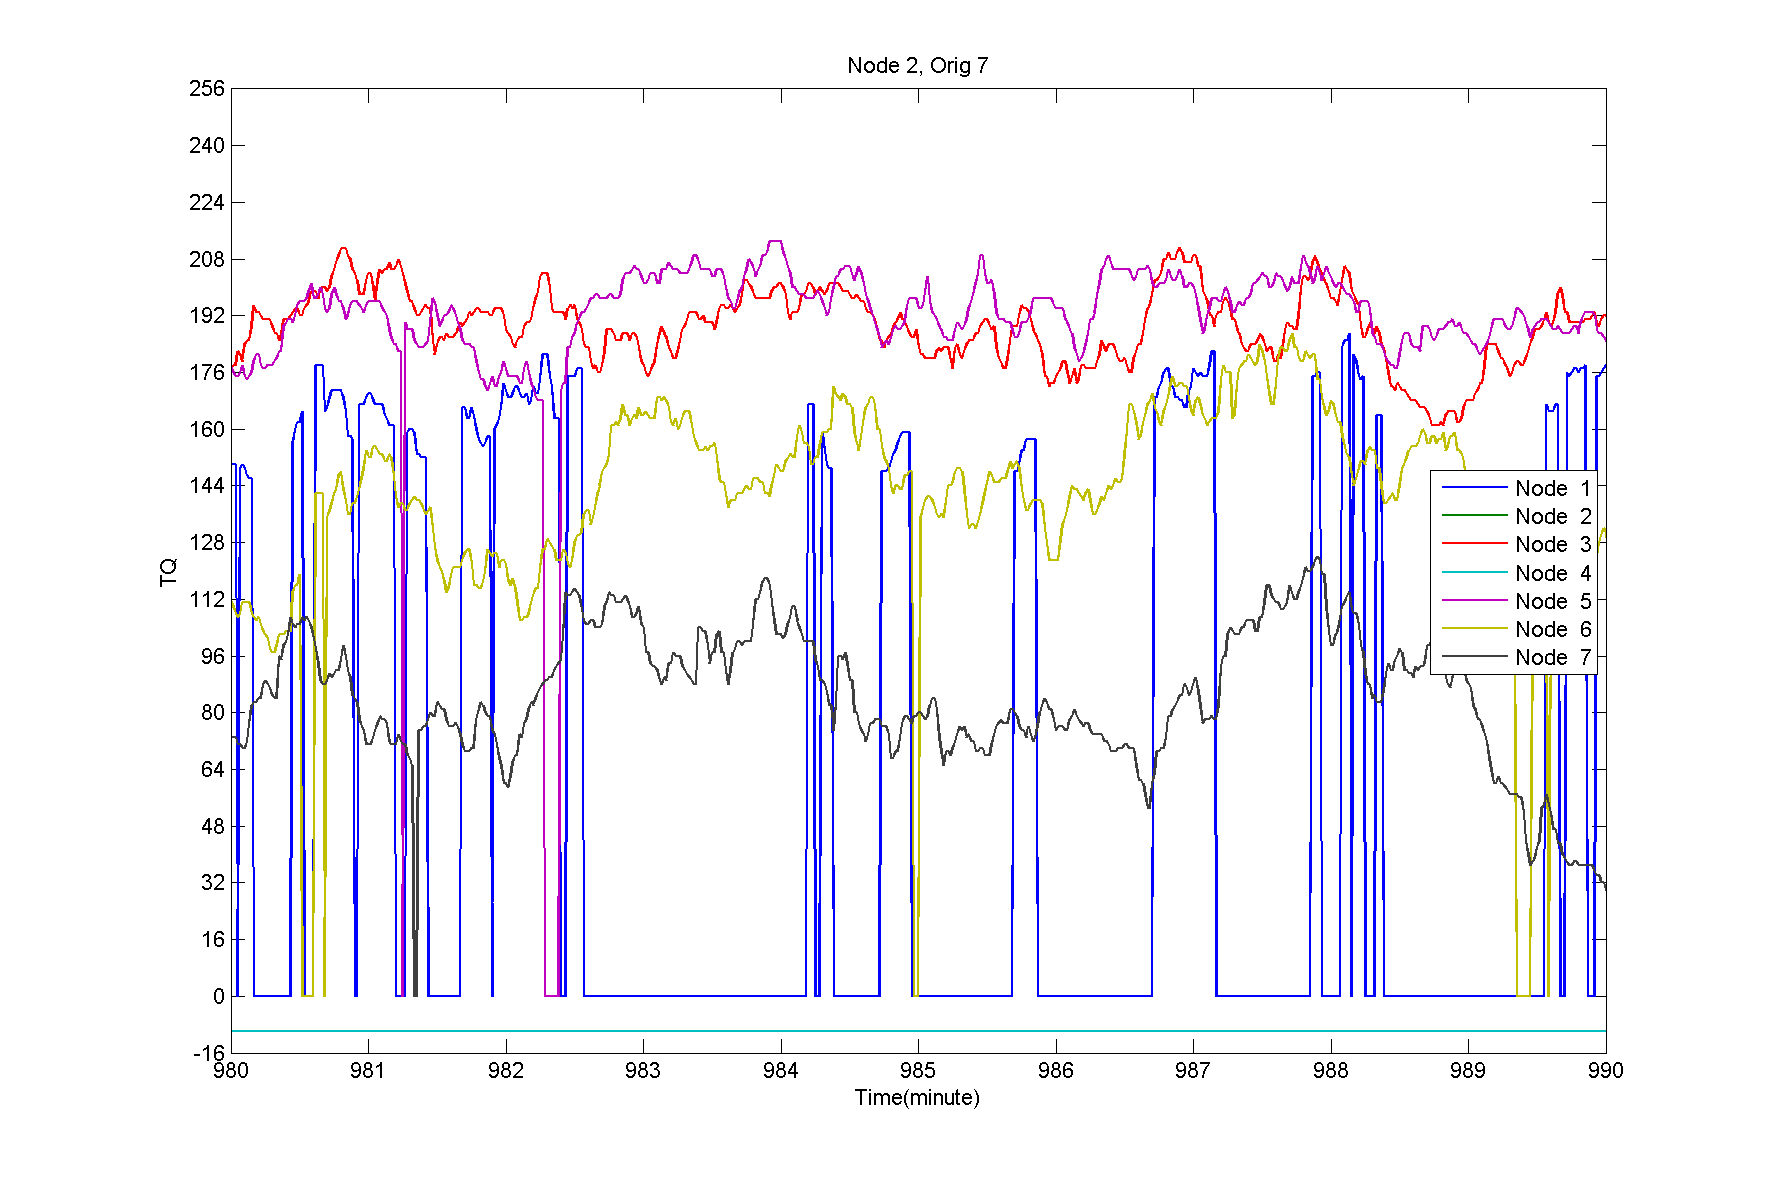 Node 2, Orig 7
256
240
224
208
192
176
160
144
128
112
96
80
64
48
32
16
0
-16
TQ
980 981 982 983 984 985 986 987 988 989 990
Time(minute)
Node 1
Node 2
Node 3
Node 4
Node 5
Node 6
Node 7